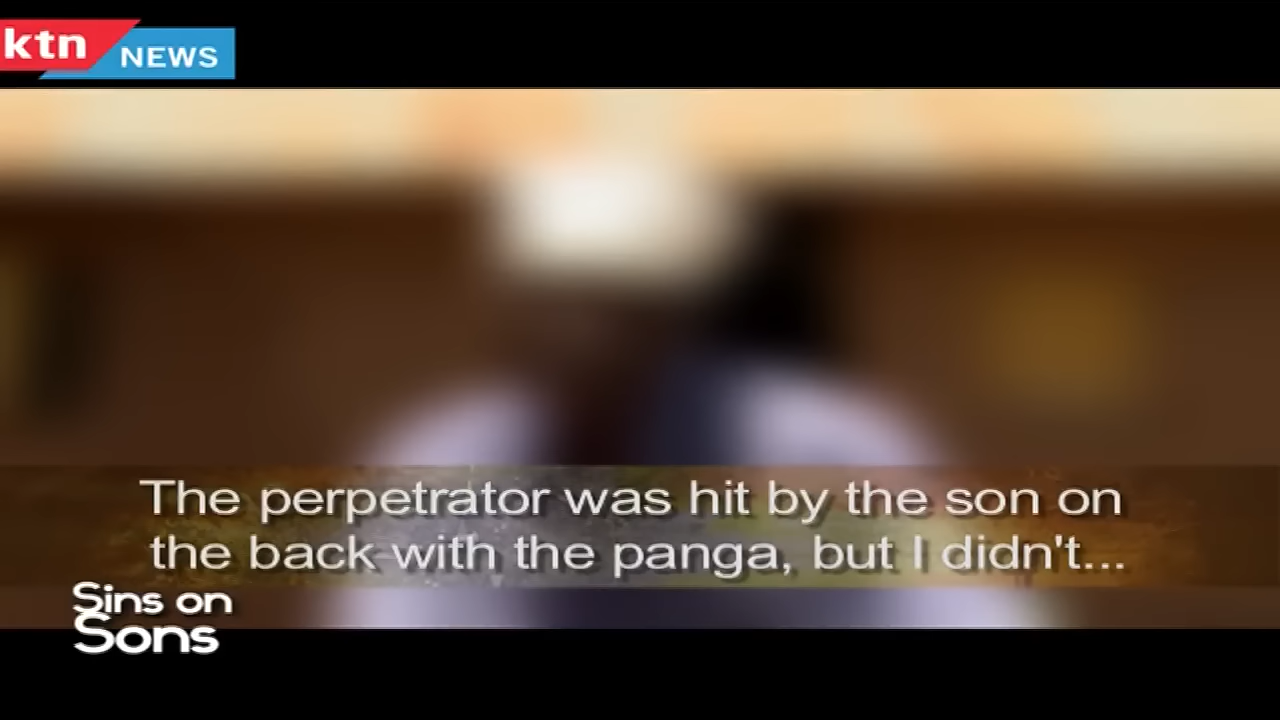 ktn
NEWS
The perpetrator was hit by the son on
the back with the panga, but I didn't...
Sins on
Sons